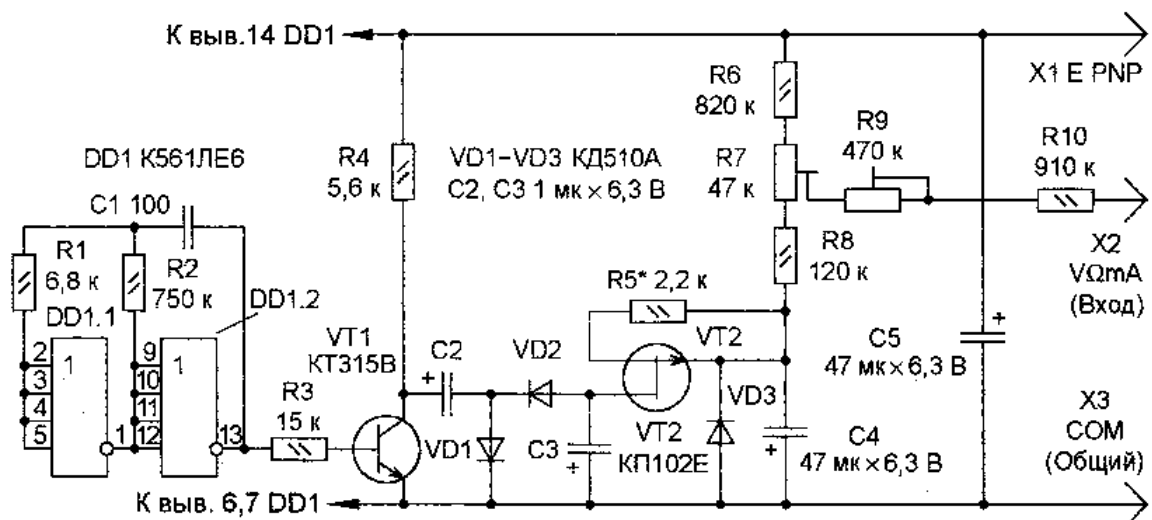 К выв.14 DD1
X1 E PNP
R6
820 к
R9
470 к
R10
910 к
DD1 К561ЛЕ6
R4
5,6 к
VD1–VD3 КД510А
C2, C3 1 мк × 6,3 В
R7
47 к
C1 100
R1
6,8 к
R2
750 к
R8
120 к
X2
VΩmA
(Вход)
R5* 2,2 к
DD1.1
DD1.2
2
3
4
5
1
1
9
10
11
12
1
13
R3
15 к
VT1
КТ315В
+
C2
VD2
VT2
C5
47 мк × 6,3 В
+
VD1
C3
+
VT2
КП102Е
VD3
+
C4
47 мк × 6,3 В
X3
COM
(Общий)
К выв. 6,7 DD1